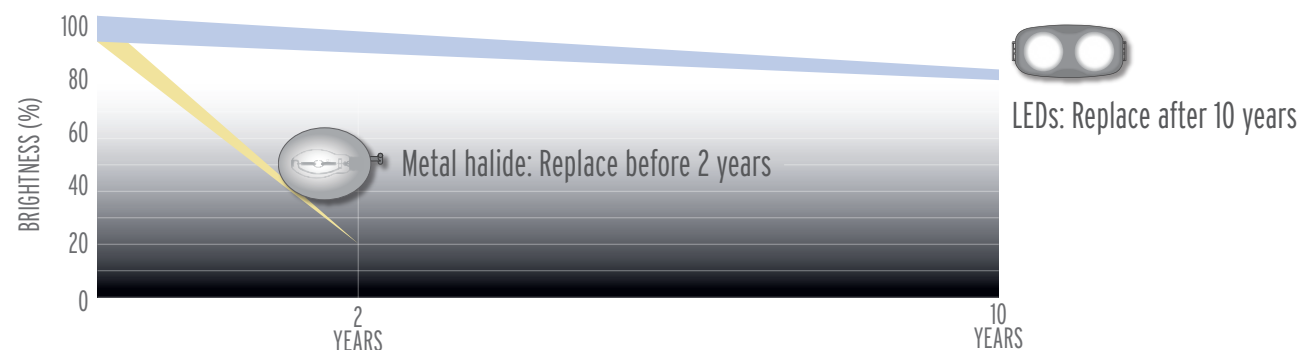 BRIGHTNESS (%)
100
80
60
40
20
0
Metal halide: Replace before 2 years
LEDs: Replace after 10 years
2
YEARS
10
YEARS